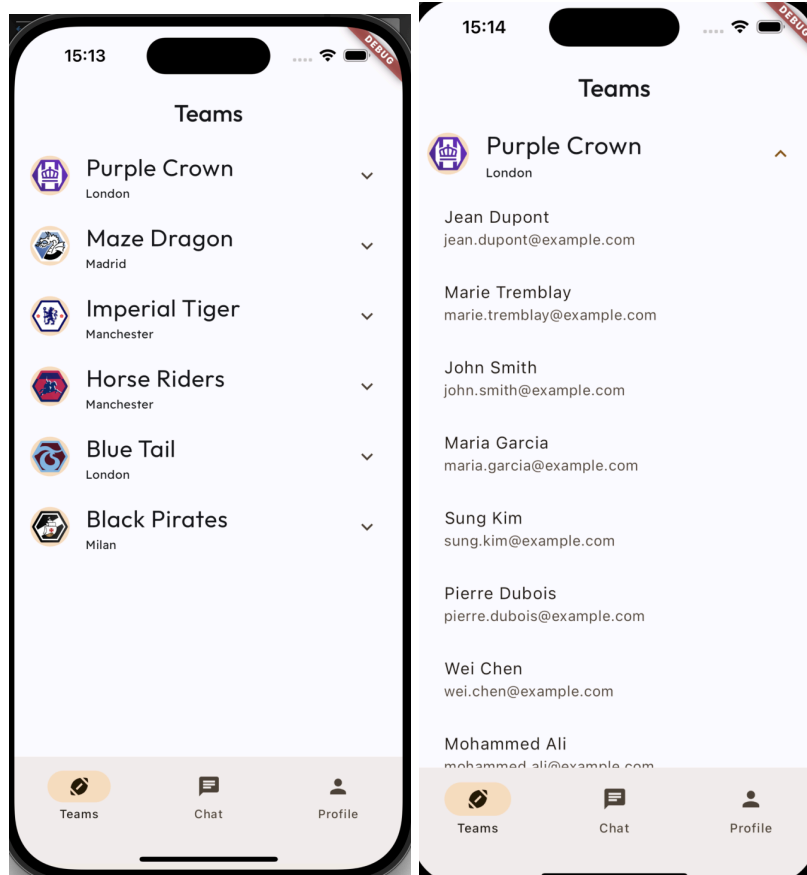 15:13
DEBUG
Teams
Purple Crown
London
Maze Dragon
Madrid
Imperial Tiger
Manchester
Horse Riders
Manchester
Blue Tail
London
Black Pirates
Milan
Teams
Chat
Profile
15:14
DEBUG
Teams
Purple Crown
London
Jean Dupont
jean.dupont@example.com
Marie Tremblay
marie.tremblay@example.com
John Smith
john.smith@example.com
Maria Garcia
maria.garcia@example.com
Sung Kim
sung.kim@example.com
Pierre Dubois
pierre.dubois@example.com
Wei Chen
wei.chen@example.com
Mohammed Ali
mohammed.ali@example.com
Teams
Chat
Profile